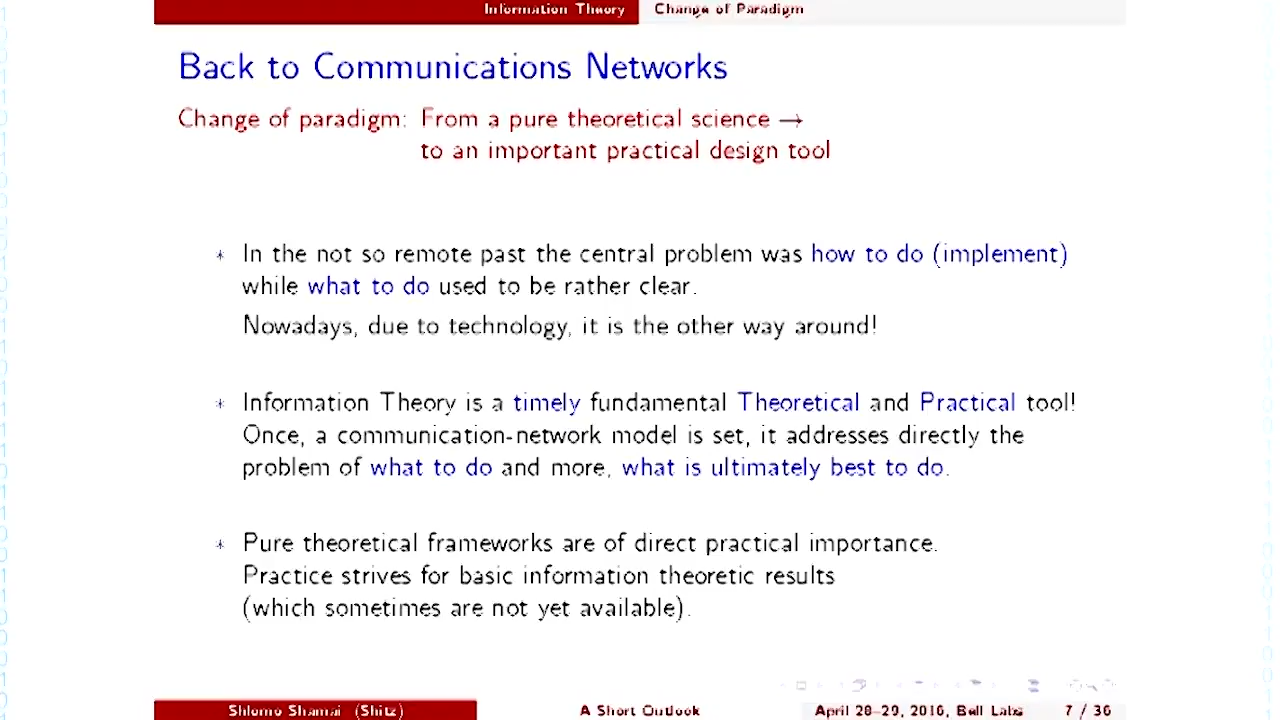 Information Theory Change of Paradigm
Back to Communications Networks
Change of paradigm: From a pure theoretical science →
to an important practical design tool
* In the not so remote past the central problem was how to do (implement)
while what to do used to be rather clear.
Nowadays, due to technology, it is the other way around!
* Information Theory is a timely fundamental Theoretical and Practical tool!
Once, a communication-network model is set, it addresses directly the
problem of what to do and more, what is ultimately best to do.
* Pure theoretical frameworks are of direct practical importance.
Practice strives for basic information theoretic results
(which sometimes are not yet available).
Shlomo Shamai (Shitz) A Short Outlook April 28–29, 2016, Bell Labs 7 / 36